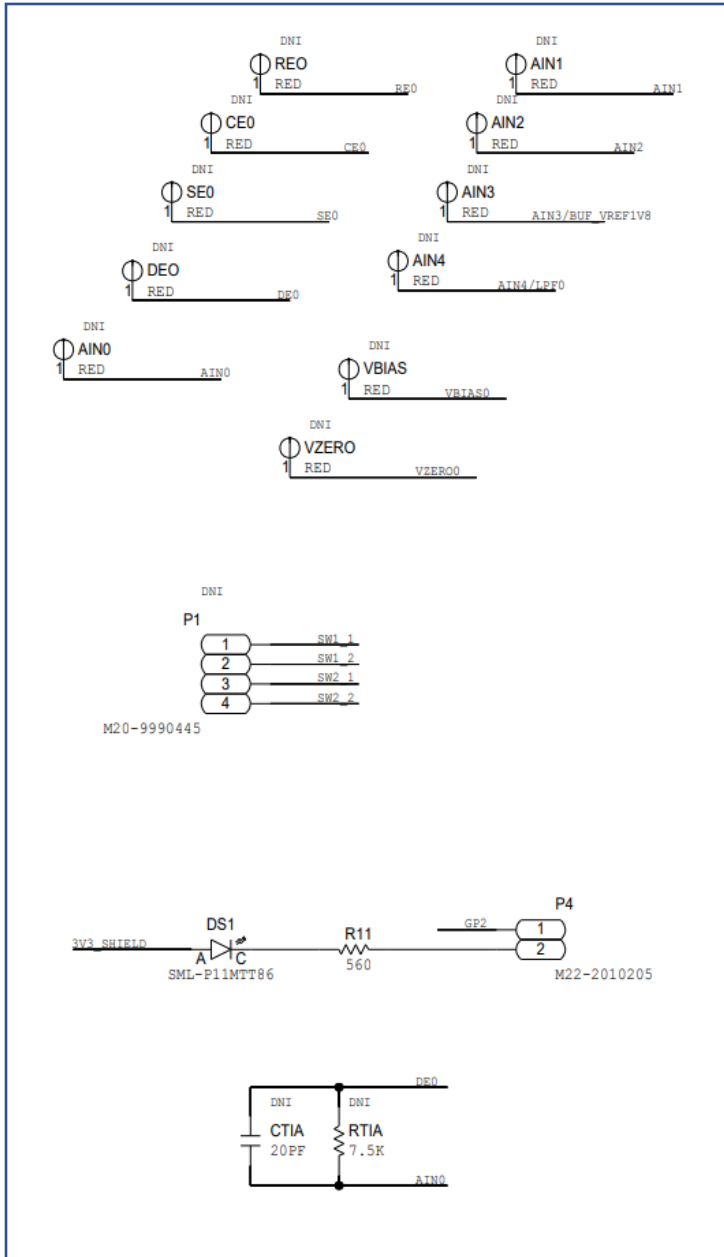 DNI
REO
1 RED RE0
DNI
AIN1
1 RED AIN1
DNI
CE0
1 RED CE0
DNI
AIN2
1 RED AIN2
DNI
SE0
1 RED SE0
DNI
AIN3
1 RED AIN3/BUF_VREF1V8
DNI
DEO
1 RED DE0
DNI
AIN4
1 RED AIN4/LPF0
DNI
AIN0
1 RED AIN0
DNI
VBIAS
1 RED VBIAS0
DNI
VZERO
1 RED VZERO0
DNI
P1
1 SW1_1
2 SW1_2
3 SW2_1
4 SW2_2
M20-9990445
P4
DS1
GP2 1
3V3_SHIELD A C R11 2
SML-P11MTT86 560 M22-2010205
DE0
DNI DNI
CTIA RTIA
20PF 7.5K
AIN0